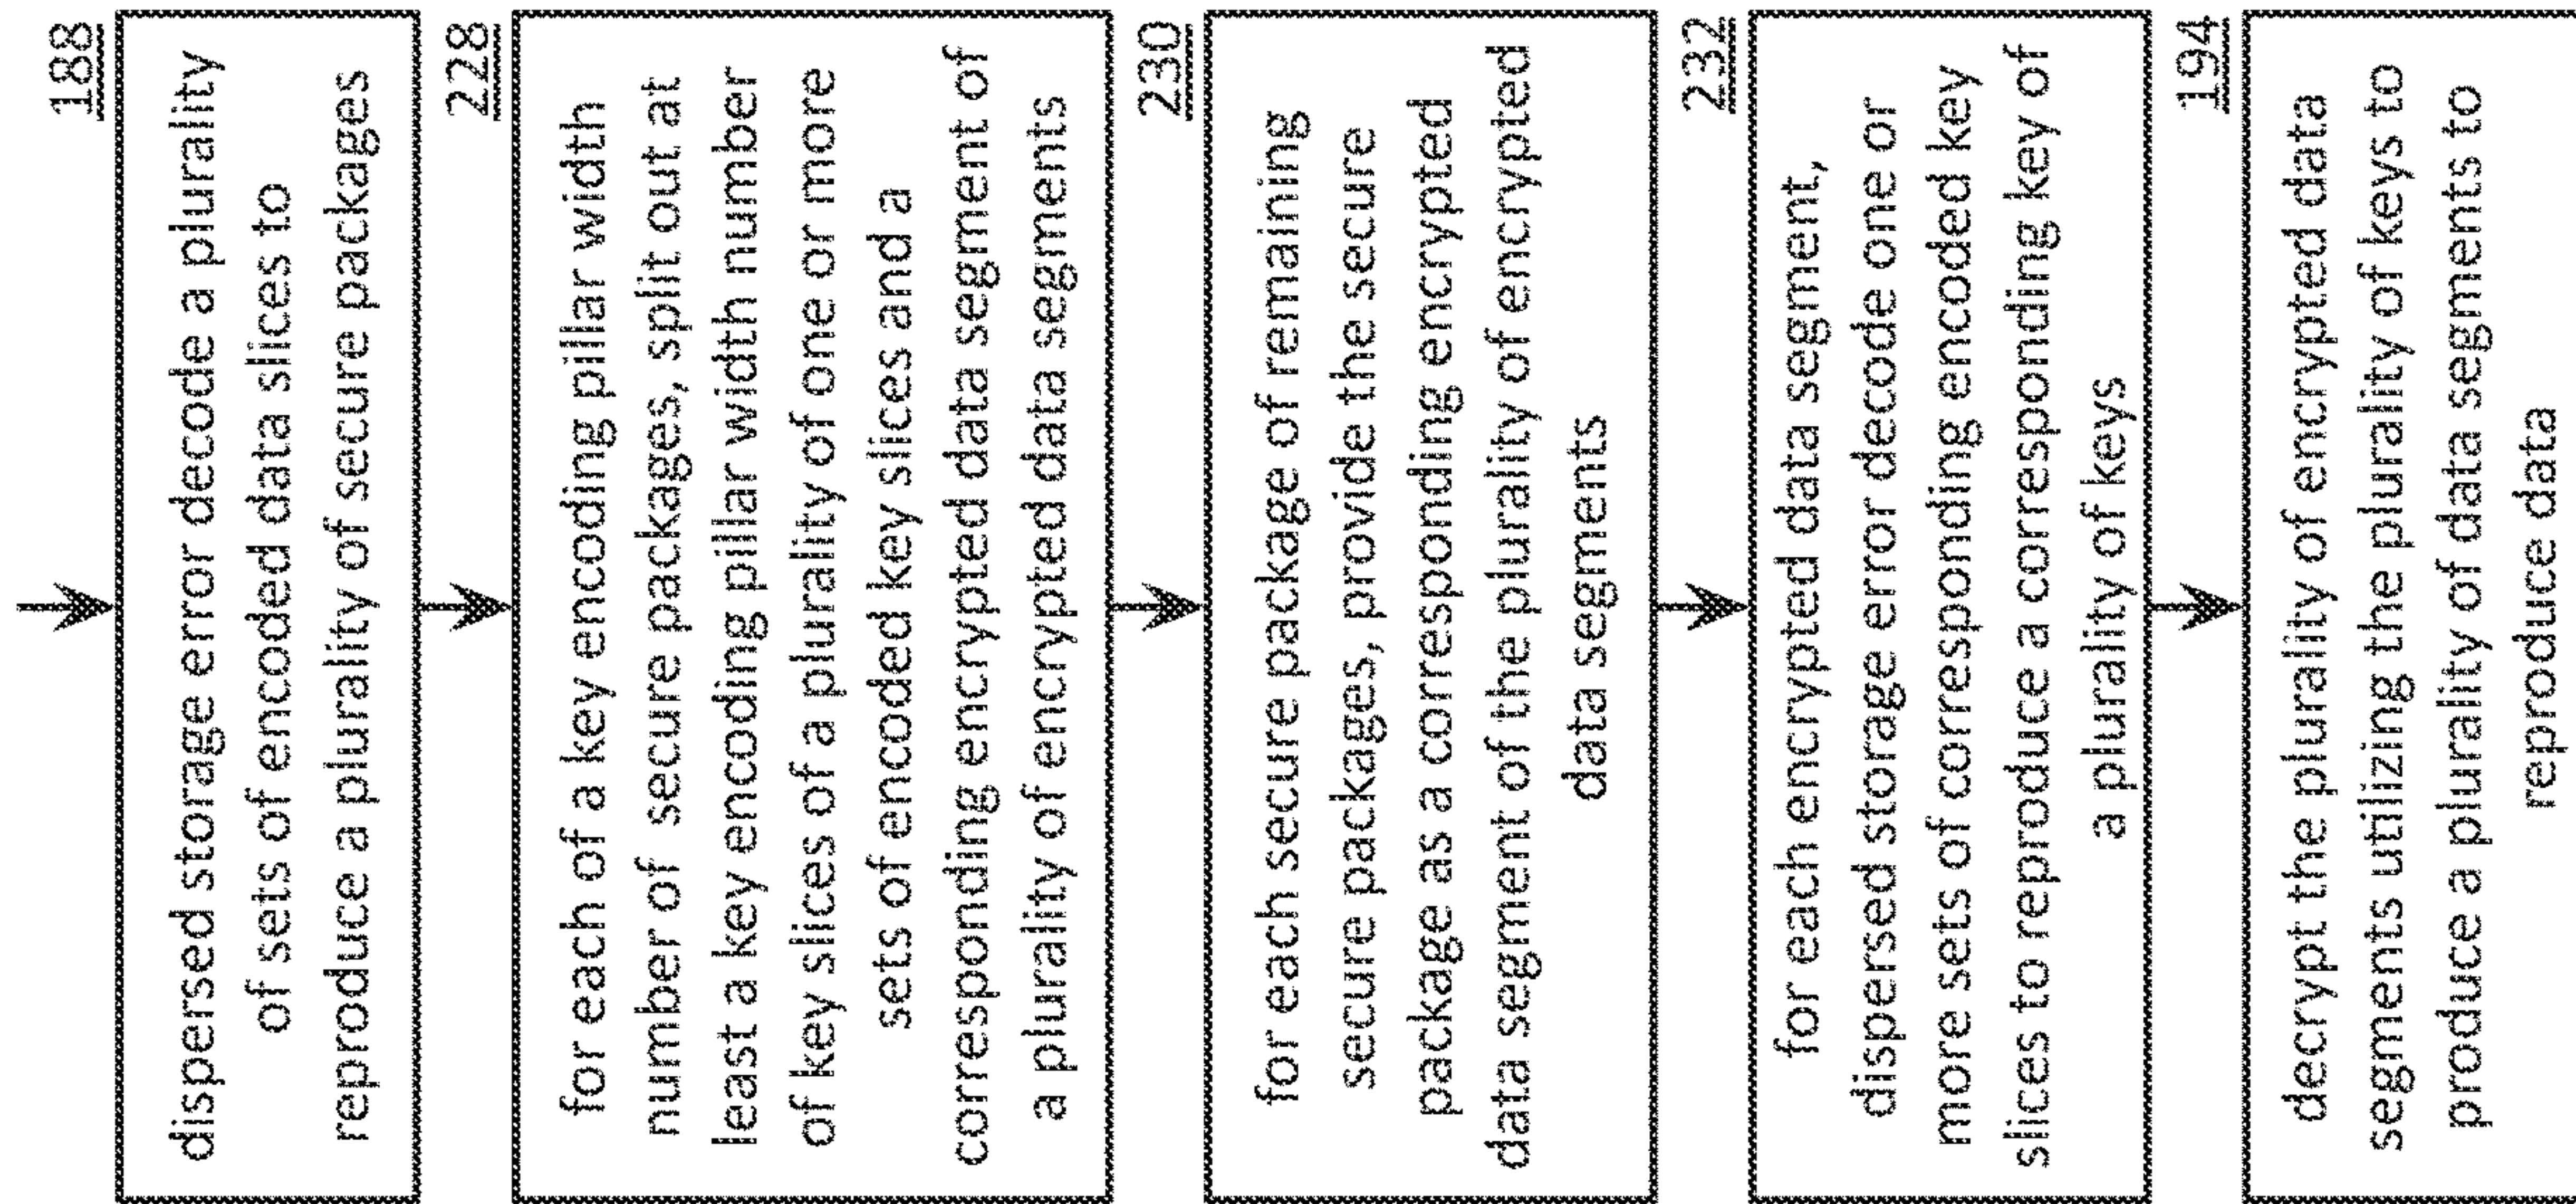 188
dispersed storage error decode a plurality
of sets of encoded data slices to
reproduce a plurality of secure packages
228
for each of a key encoding pillar width
number of secure packages, split out at
least a key encoding pillar width number
of key slices of a plurality of one or more
sets of encoded key slices and a
corresponding encrypted data segment of
a plurality of encrypted data segments
230
for each secure package of remaining
secure packages, provide the secure
package as a corresponding encrypted
data segment of the plurality of encrypted
data segments
232
for each encrypted data segment,
dispersed storage error decode one or
more sets of corresponding encoded key
slices to reproduce a corresponding key of
a plurality of keys
194
decrypt the plurality of encrypted data
segments utilizing the plurality of keys to
produce a plurality of data segments to
reproduce data